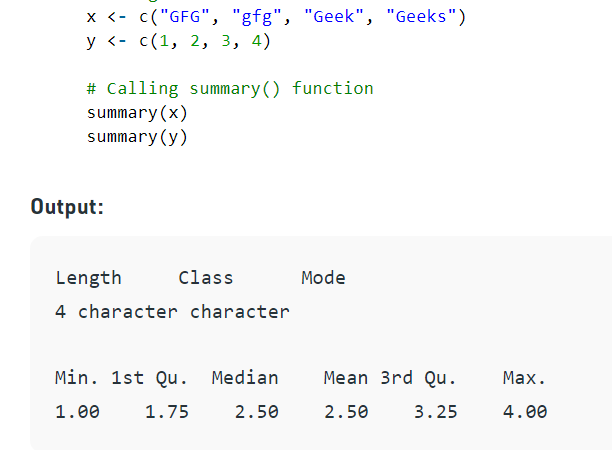 x <- c("GFG", "gfg", "Geek", "Geeks")
y <- c(1, 2, 3, 4)
# Calling summary() function
summary(x)
summary(y)
Output:
Length Class Mode
4 character character
Min. 1st Qu. Median Mean 3rd Qu. Max.
1.00 1.75 2.50 2.50 3.25 4.00